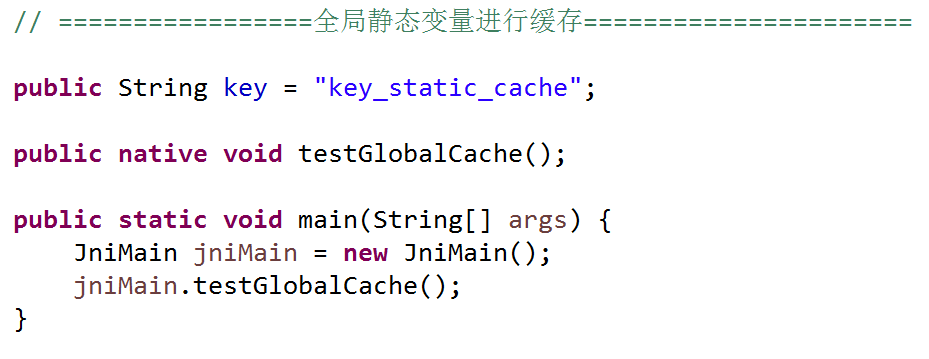 // =================全局静态变量进行缓存======================
public String key = "key_static_cache";
public native void testGlobalCache();
public static void main(String[] args) {
    JniMain jniMain = new JniMain();
    jniMain.testGlobalCache();
}